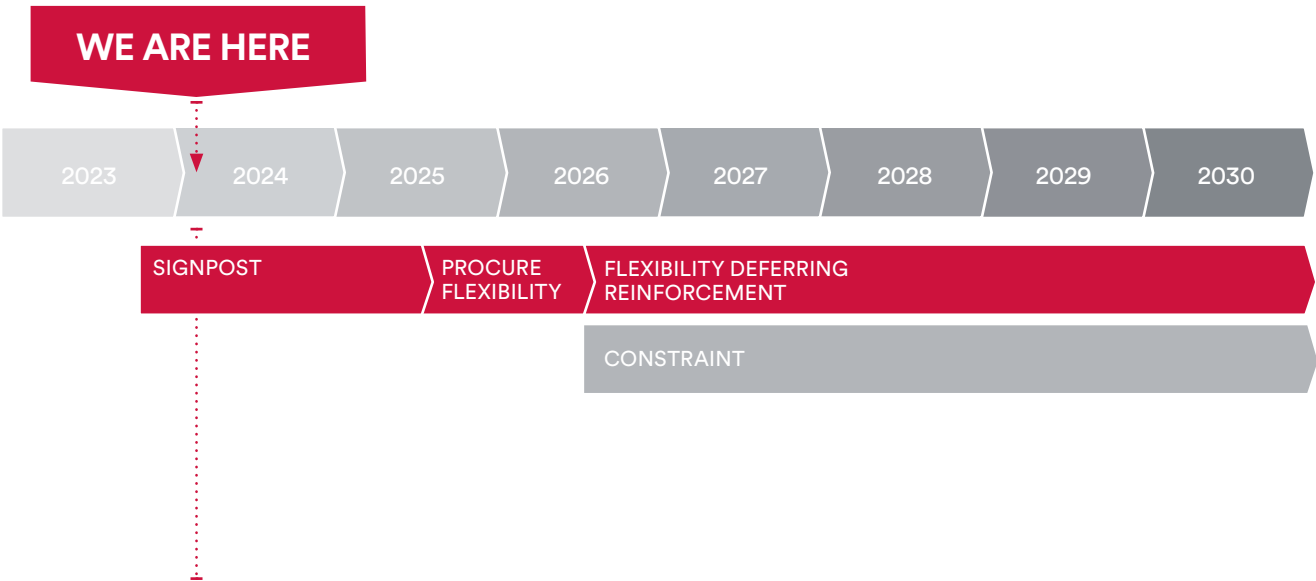 WE ARE HERE
2023
2024
2025
2026
2027
2028
2029
2030
SIGNPOST
PROCURE
FLEXIBILITY
FLEXIBILITY DEFERRING
REINFORCEMENT
CONSTRAINT